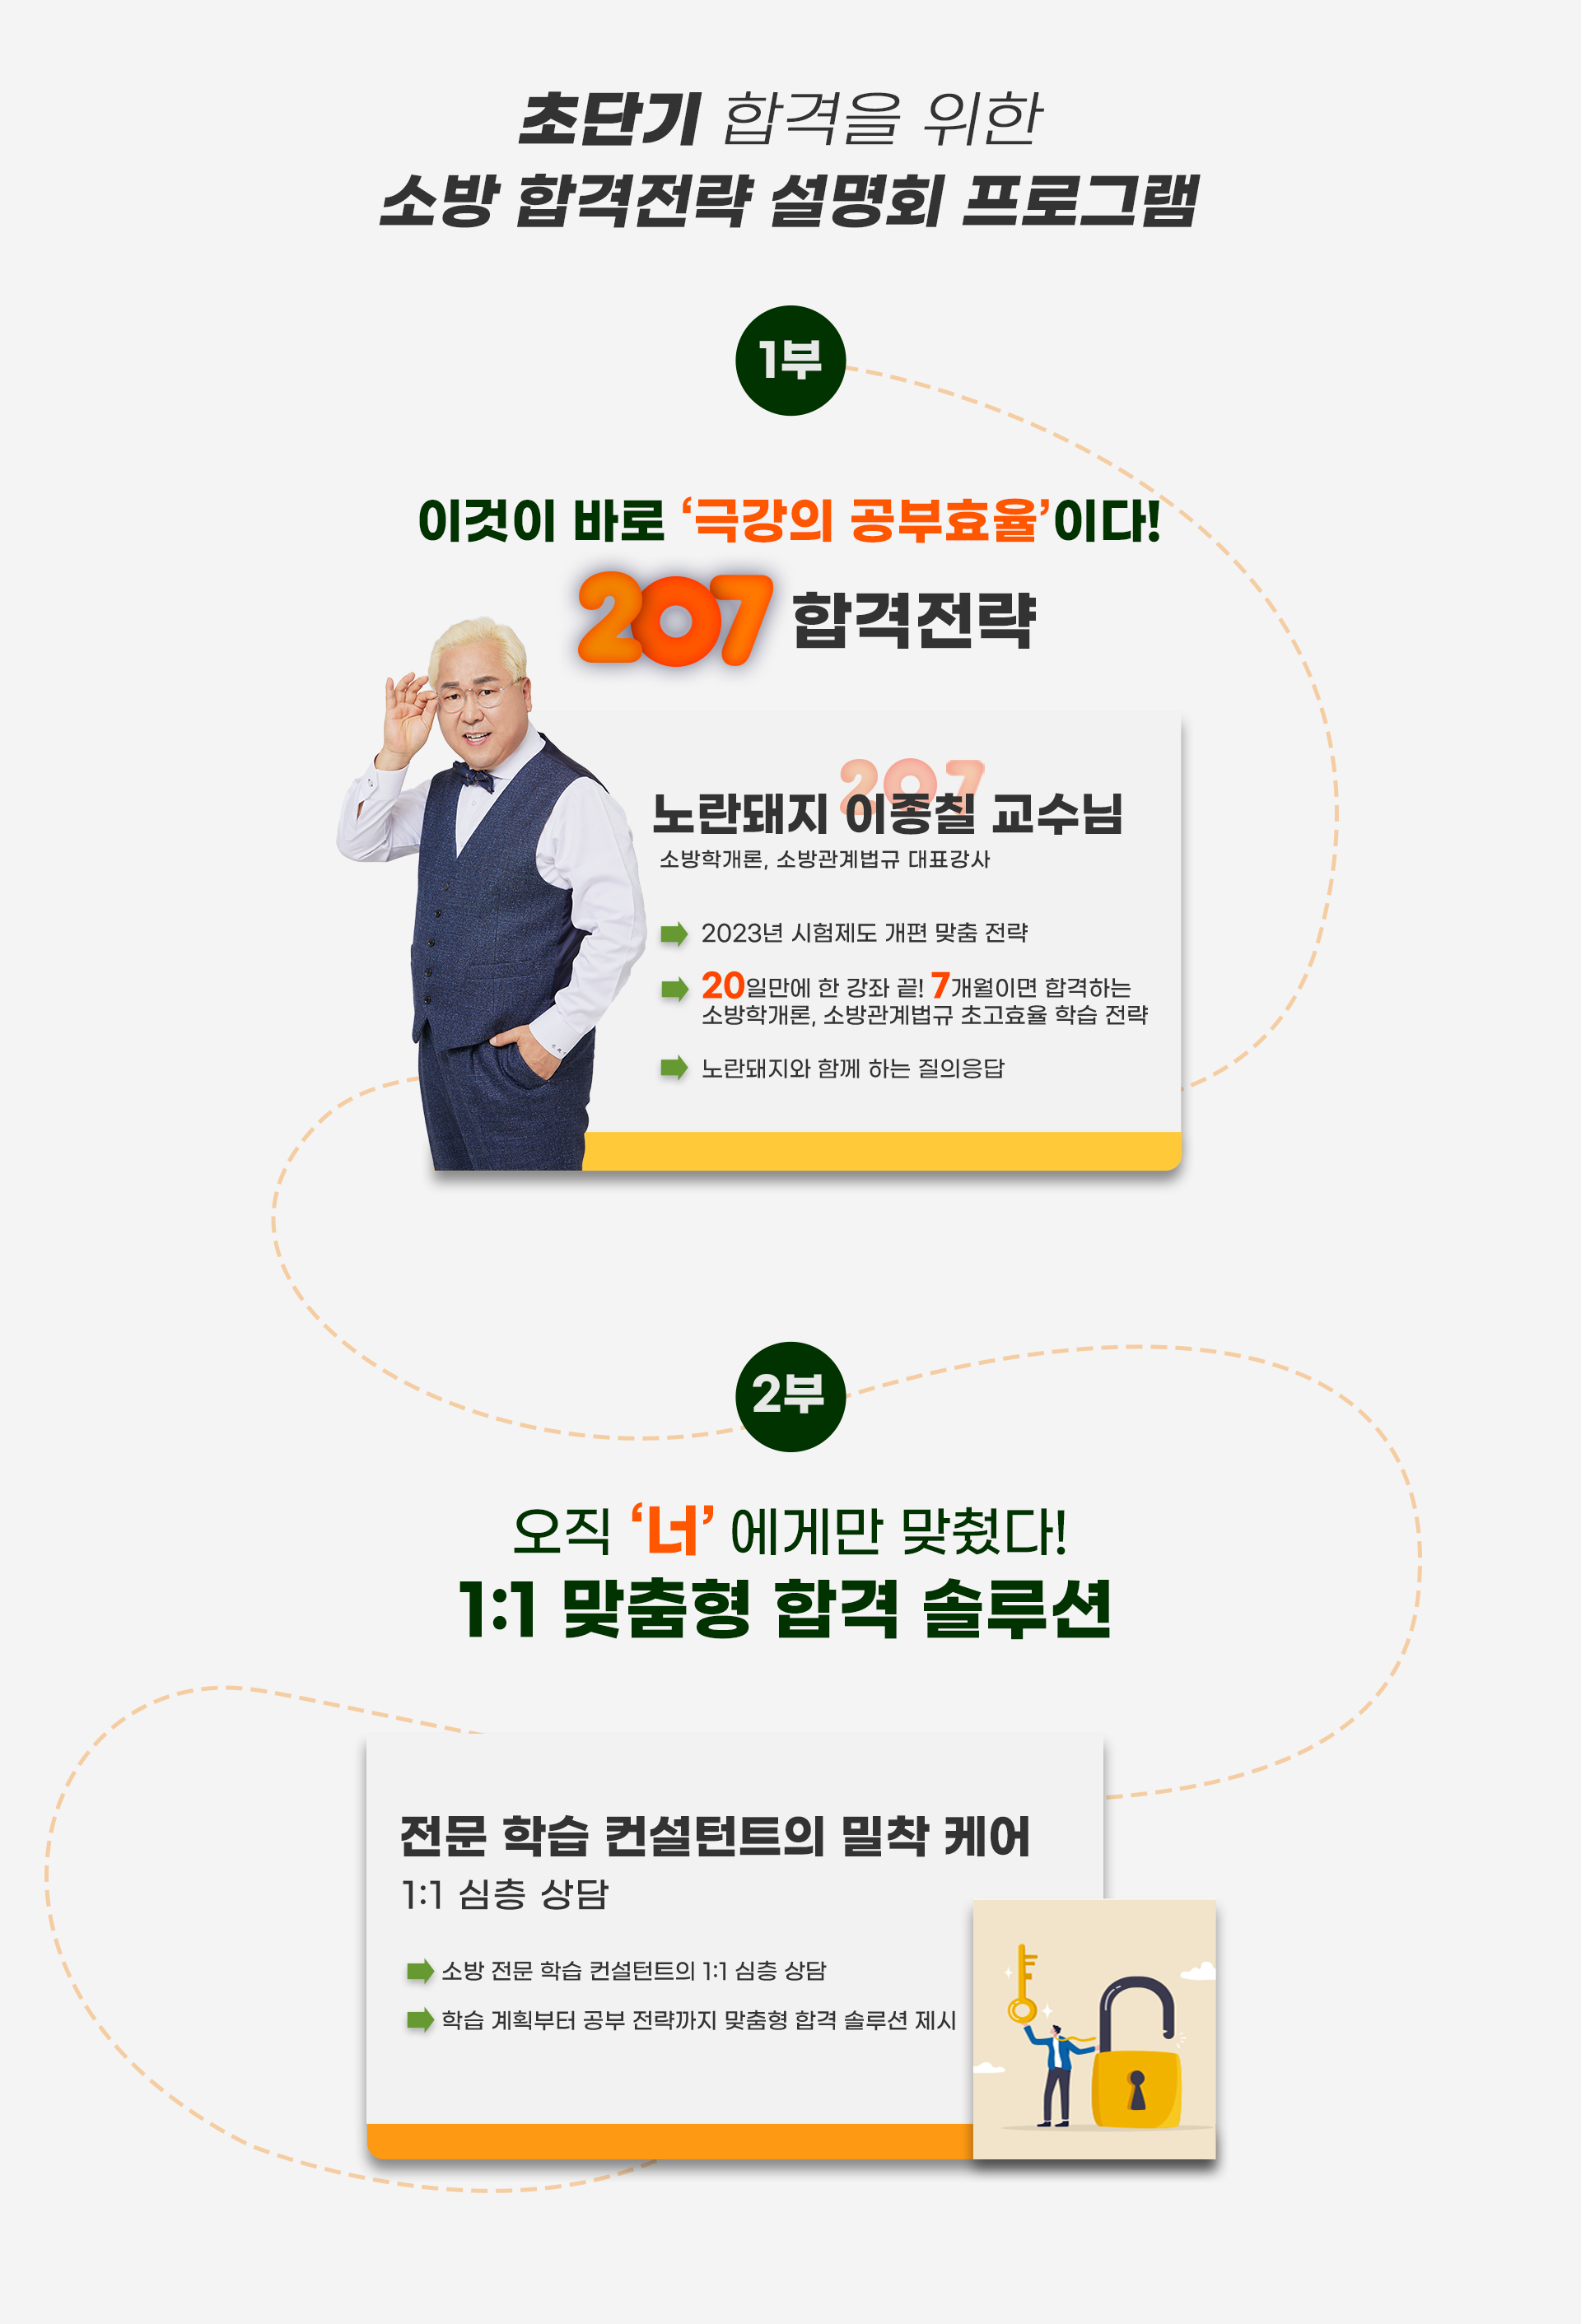 초단기 합격을 위한
소방 합격전략 설명회 프로그램
1부
이것이 바로 ‘극강의 공부효율’이다!
207 합격전략
207
노란돼지 이종칠 교수님
소방학개론, 소방관계법규 대표강사
2023년 시험제도 개편 맞춤 전략
20일만에 한 강좌 끝! 7개월이면 합격하는
소방학개론, 소방관계법규 초고효율 학습 전략
노란돼지와 함께 하는 질의응답
2부
오직 ‘너’ 에게만 맞췄다!
1:1 맞춤형 합격 솔루션
전문 학습 컨설턴트의 밀착 케어
1:1 심층 상담
소방 전문 학습 컨설턴트의 1:1 심층 상담
학습 계획부터 공부 전략까지 맞춤형 합격 솔루션 제시